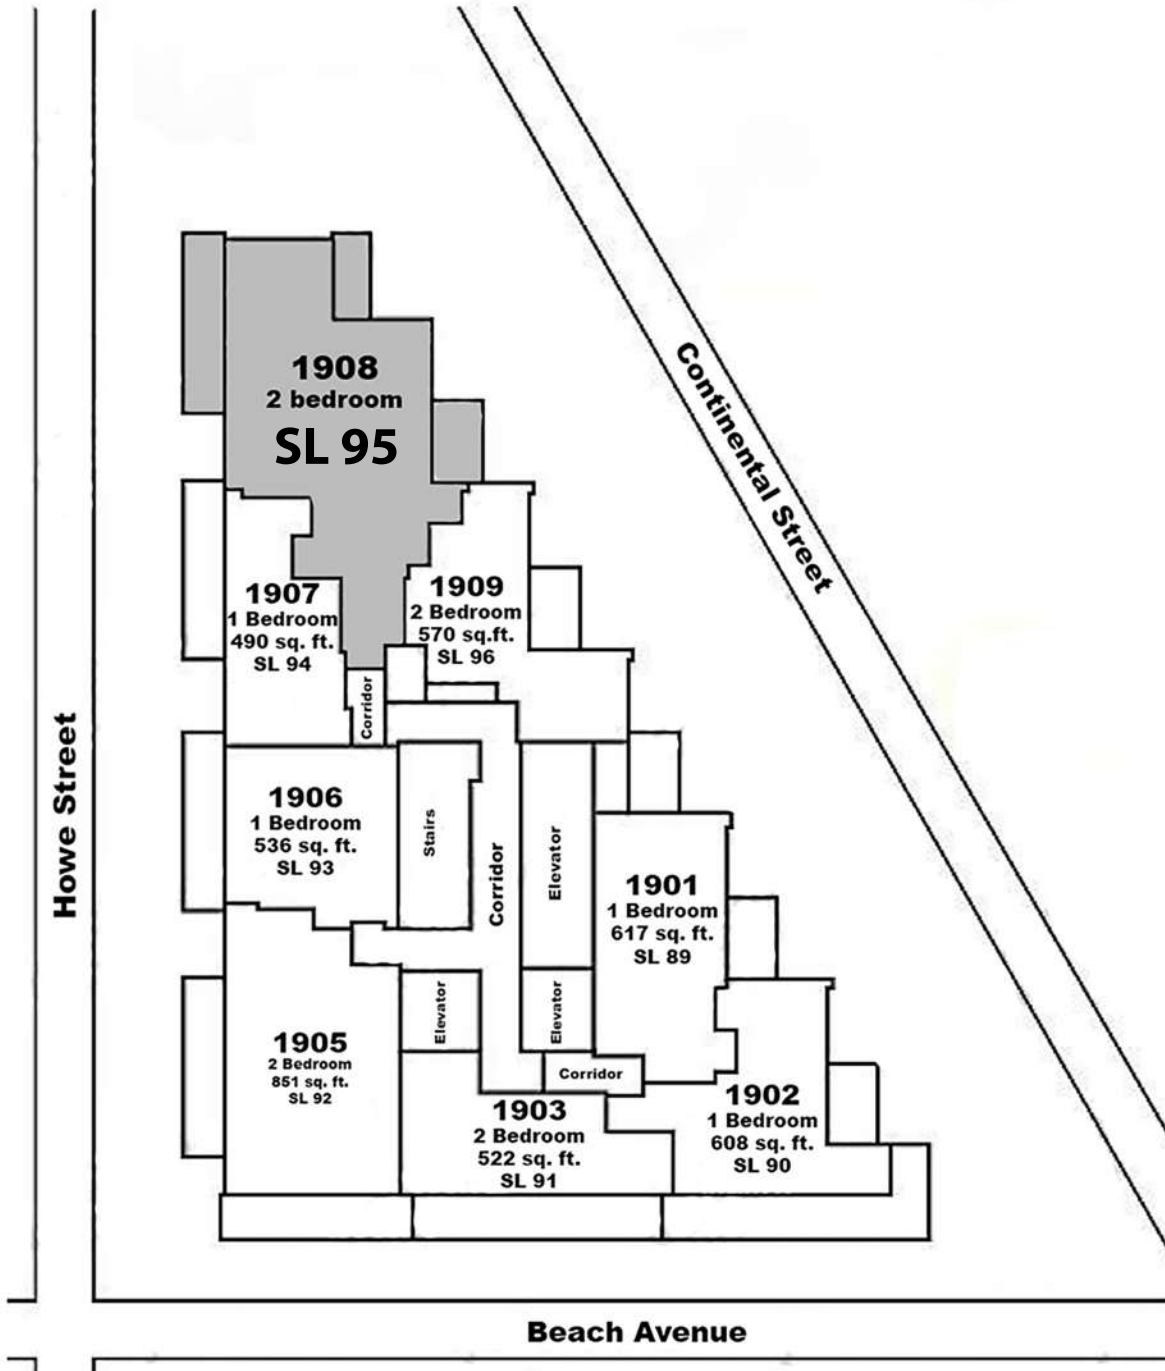 Continental Street
1908
2 bedroom
SL 95
1907
1 Bedroom
490 sq. ft.
SL 94
1909
2 Bedroom
570 sq.ft.
SL 96
Corridor
Howe Street
1906
1 Bedroom
536 sq. ft.
SL 93
Stairs
Corridor
Elevator
1901
1 Bedroom
617 sq. ft.
SL 89
1905
2 Bedroom
851 sq. ft.
SL 92
Elevator
Elevator
Corridor
1903
2 Bedroom
522 sq. ft.
SL 91
1902
1 Bedroom
608 sq. ft.
SL 90
Beach Avenue